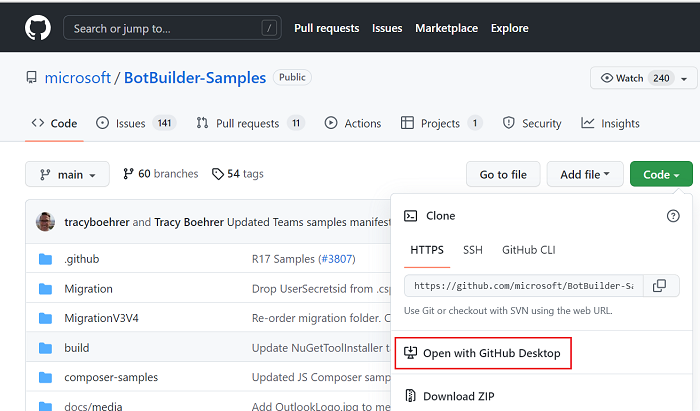 Search or jump to... /
Pull requests Issues Marketplace Explore
microsoft / BotBuilder-Samples Public
Watch 240
Code Issues 141 Pull requests 11 Actions Projects 1 Security Insights
main 60 branches 54 tags Go to file Add file Code
tracyboehrer and Tracy Boehrer Updated Teams samples manifest
.github R17 Samples (#3807)
Migration Drop UserSecretsid from .csp
MigrationV3V4 Re-order migration folder. C
build Update NuGetToolInstaller t
composer-samples Updated JS Composer samp
docs/media Add OutlookLogo.jpg to me
Clone
HTTPS SSH GitHub CLI
https://github.com/microsoft/BotBuilder-Sa
Use Git or checkout with SVN using the web URL.
Open with GitHub Desktop
Download ZIP